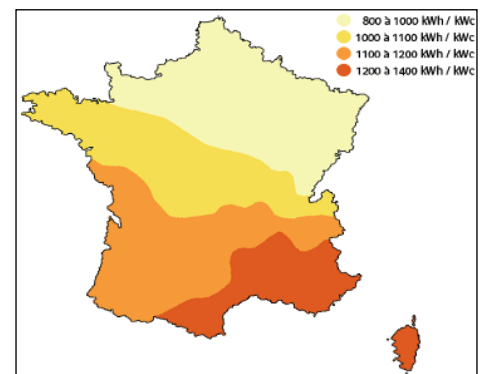 800 à 1000 kWh / kWc
1000 à 1100 kWh / kWc
1100 à 1200 kWh / kWc
1200 à 1400 kWh / kWc